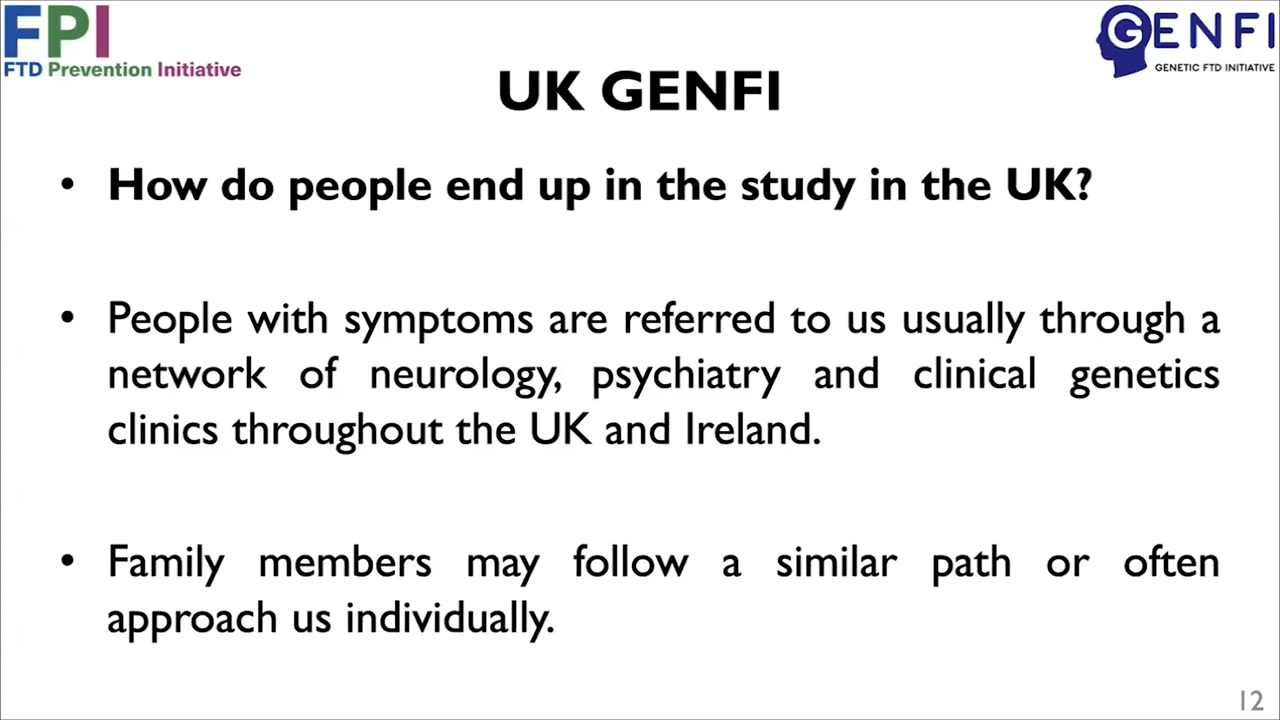 FPI
FTD Prevention Initiative
GENFI
GENETIC FTD INITIATIVE
UK GENFI
• How do people end up in the study in the UK?
• People with symptoms are referred to us usually through a
network of neurology, psychiatry and clinical genetics
clinics throughout the UK and Ireland.
• Family members may follow a similar path or often
approach us individually.
12